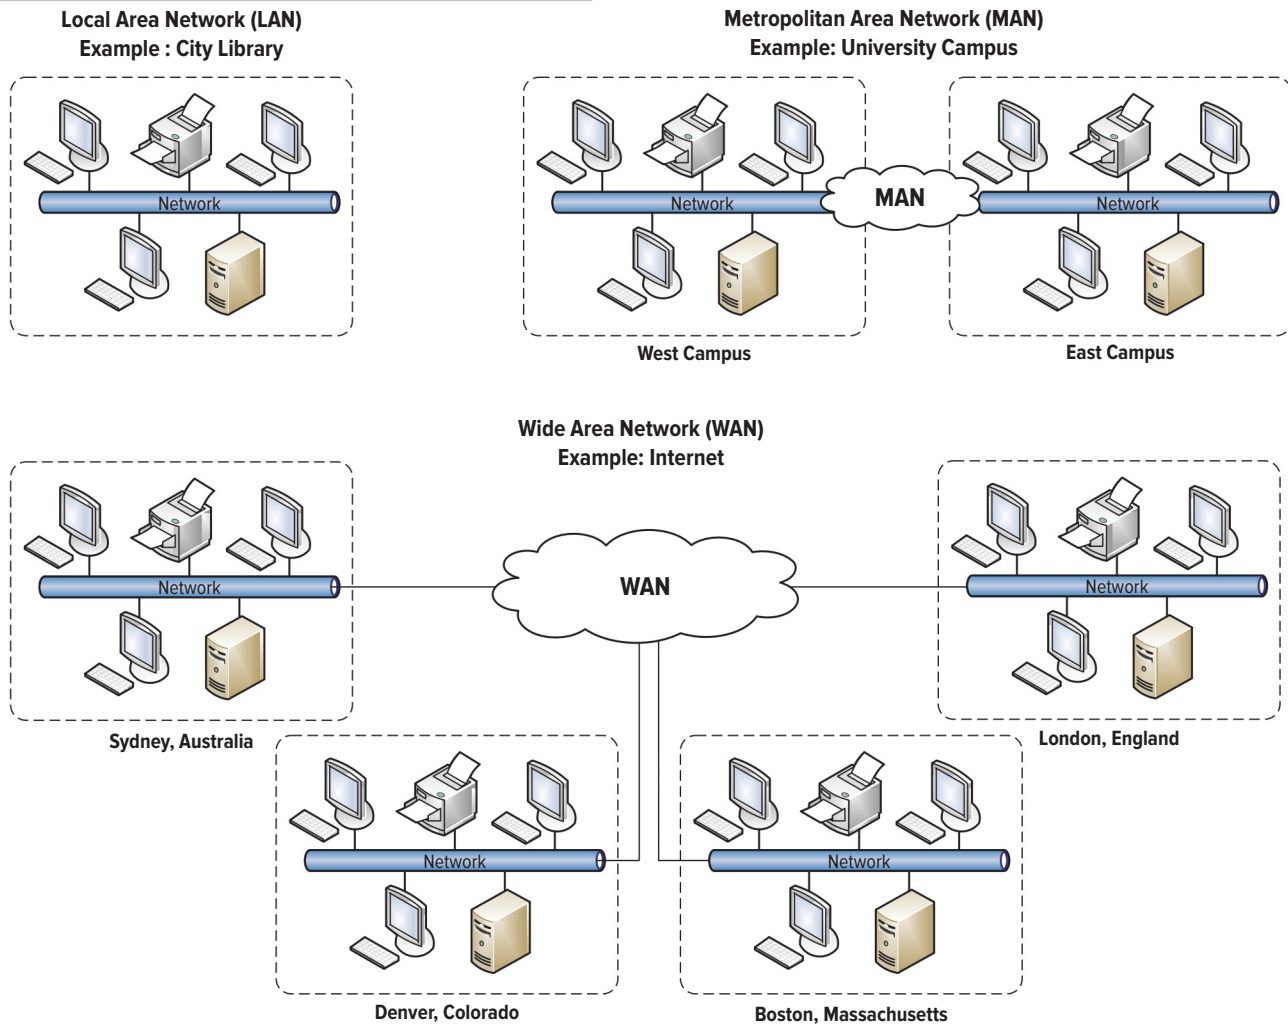 Local Area Network (LAN)
Example : City Library
Network
Metropolitan Area Network (MAN)
Example: University Campus
Network
MAN
Network
West Campus
East Campus
Wide Area Network (WAN)
Example: Internet
Network
WAN
Network
Sydney, Australia
London, England
Network
Network
Denver, Colorado
Boston, Massachusetts